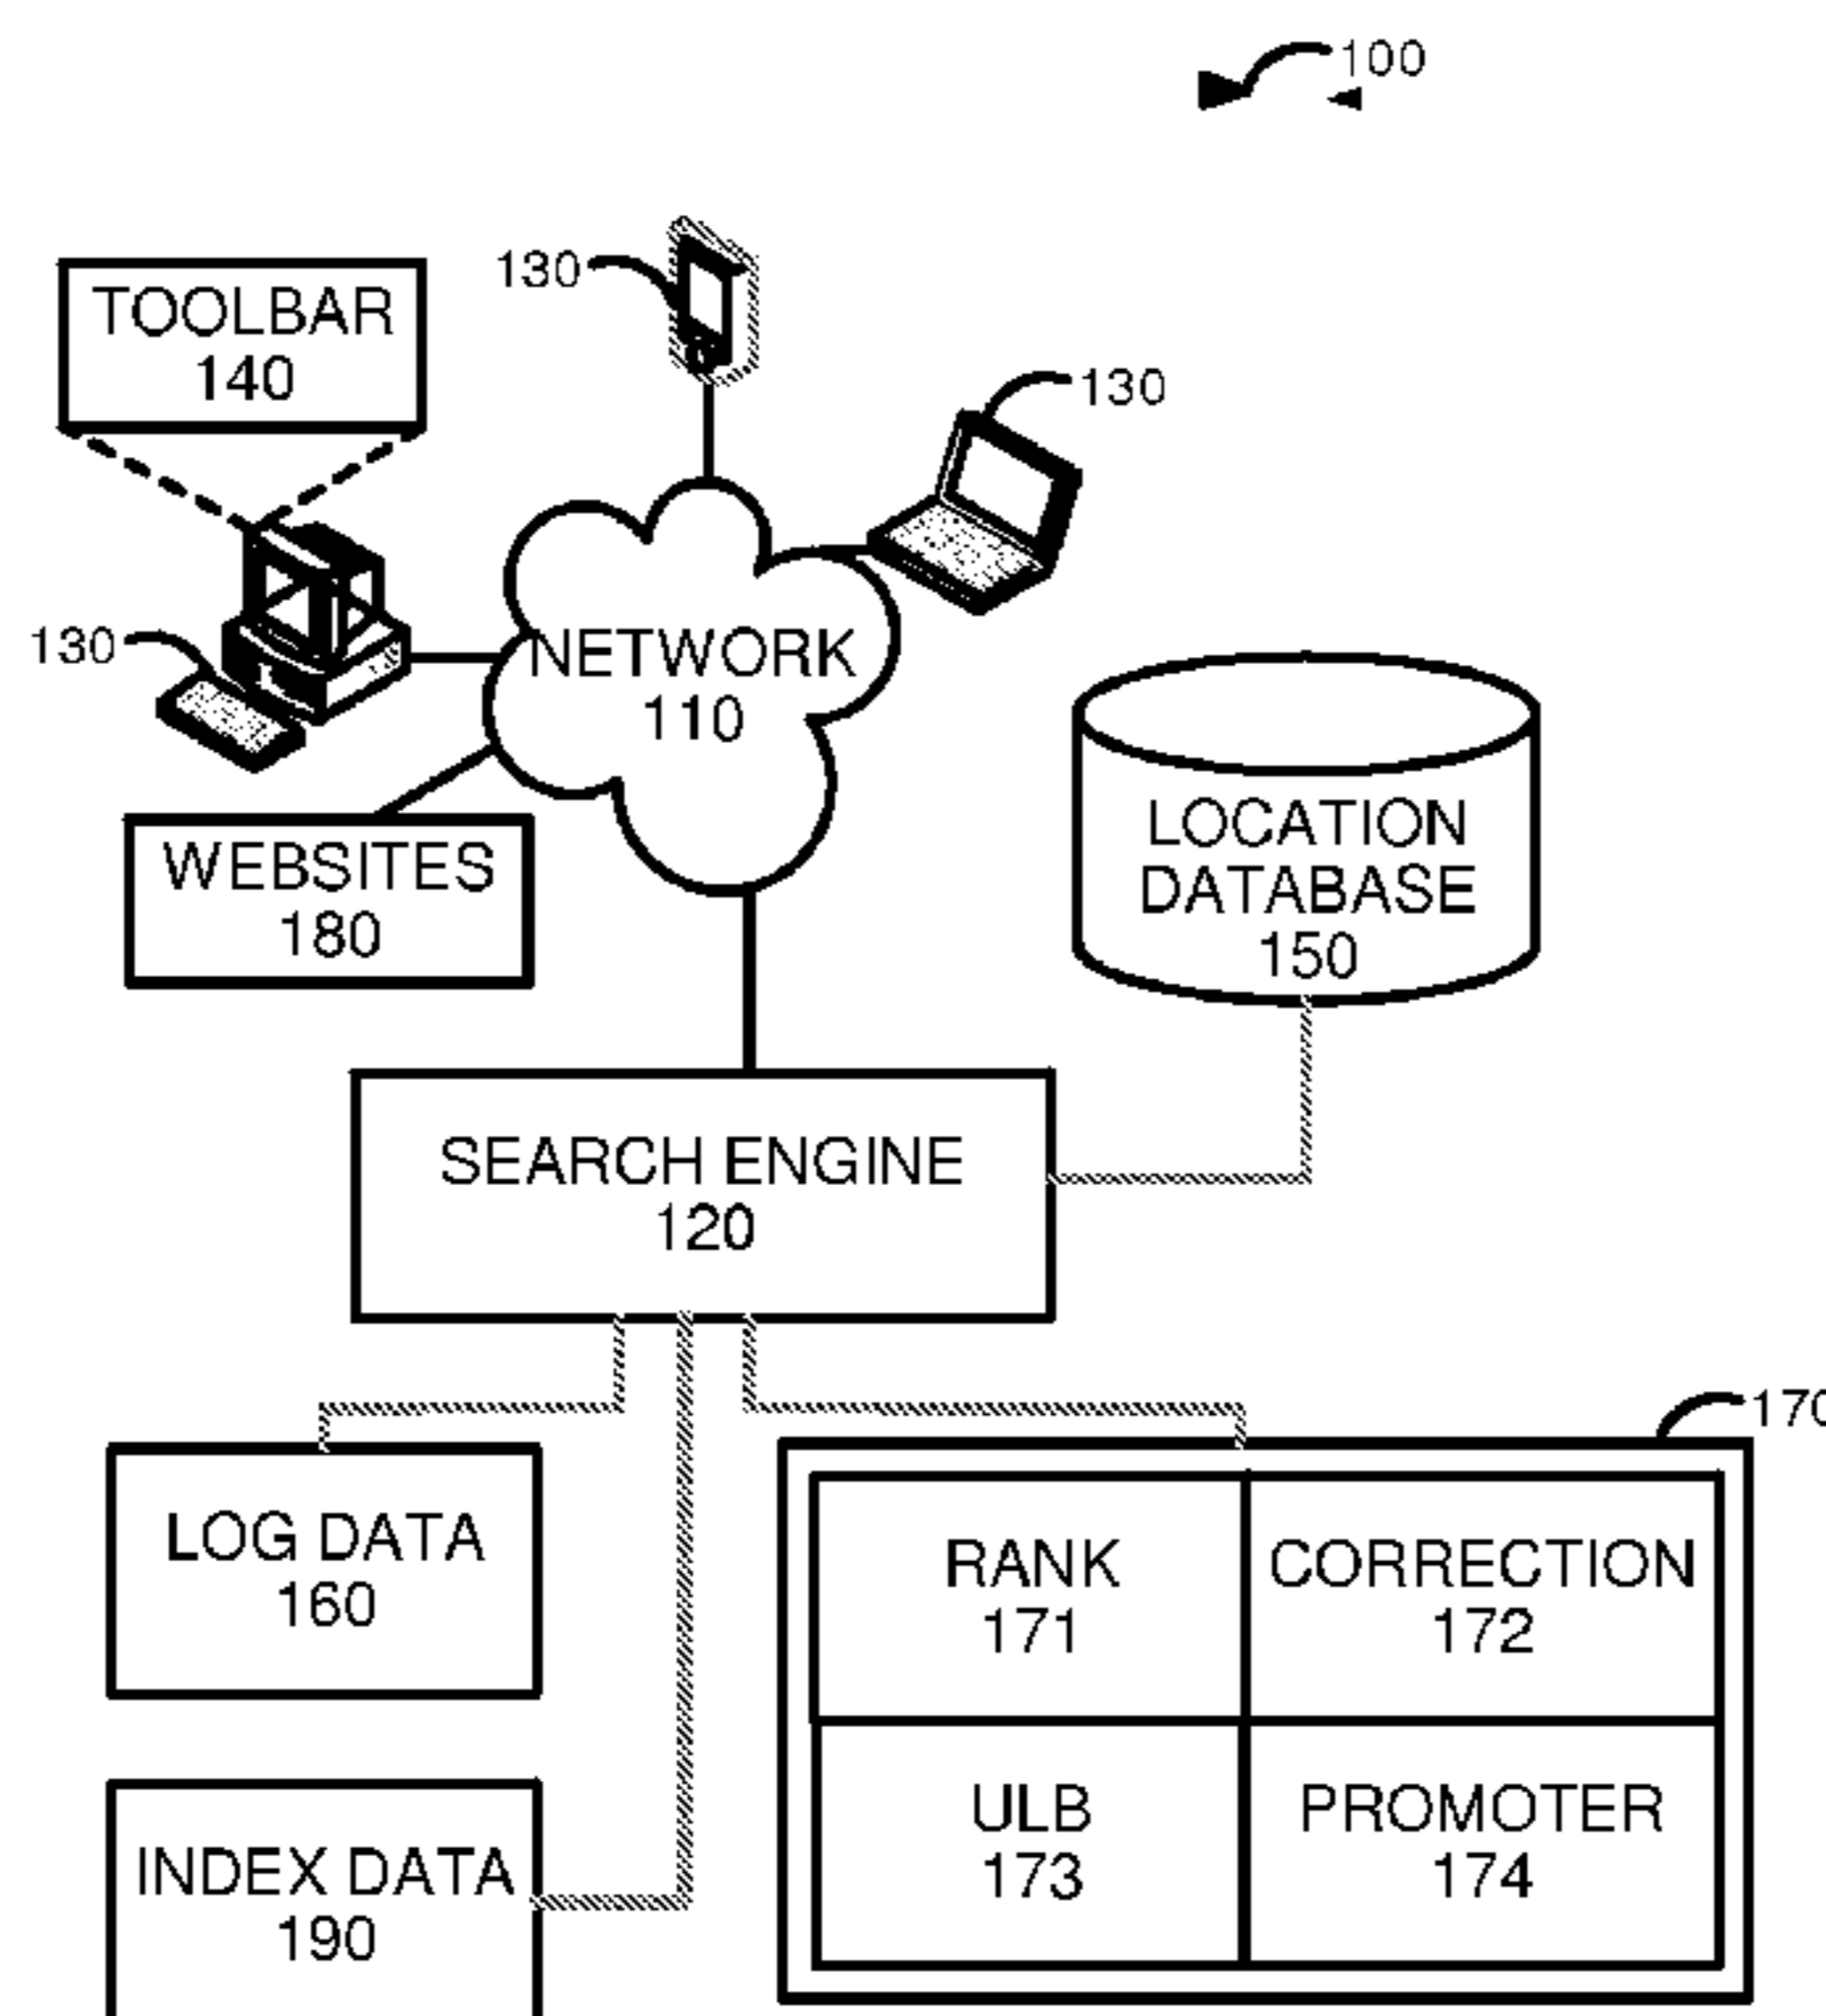 100
130
TOOLBAR
140
130
130
NETWORK
110
WEBSITES
180
LOCATION
DATABASE
150
SEARCH ENGINE
120
170
LOG DATA
160
RANK
171
CORRECTION
172
ULB
173
PROMOTER
174
INDEX DATA
190